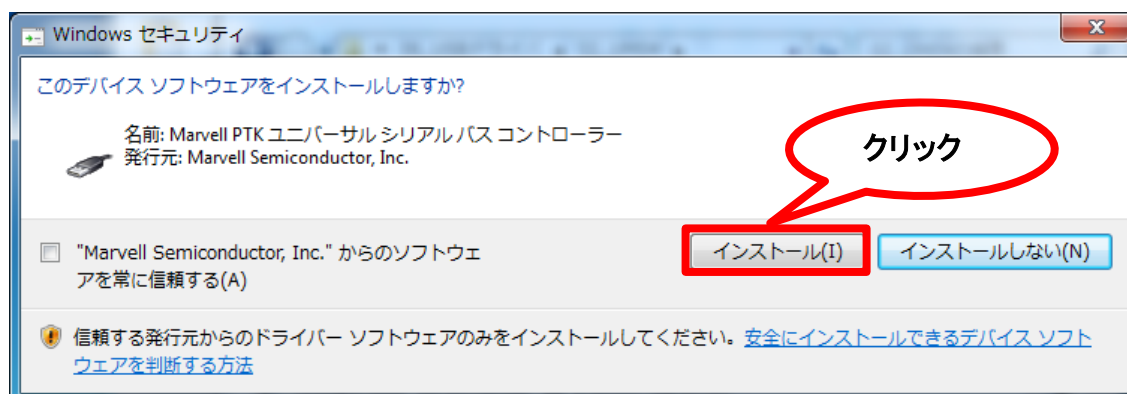 Windows セキュリティ
このデバイス ソフトウェアをインストールしますか?
名前: Marvell PTK ユニバーサル シリアル バス コントローラー
発行元: Marvell Semiconductor, Inc.
クリック
"Marvell Semiconductor, Inc." からのソフトウェ
アを常に信頼する(A)
インストール(I)
インストールしない(N)
信頼する発行元からのドライバー ソフトウェアのみをインストールしてください。安全にインストールできるデバイス ソフト
ウェアを判断する方法